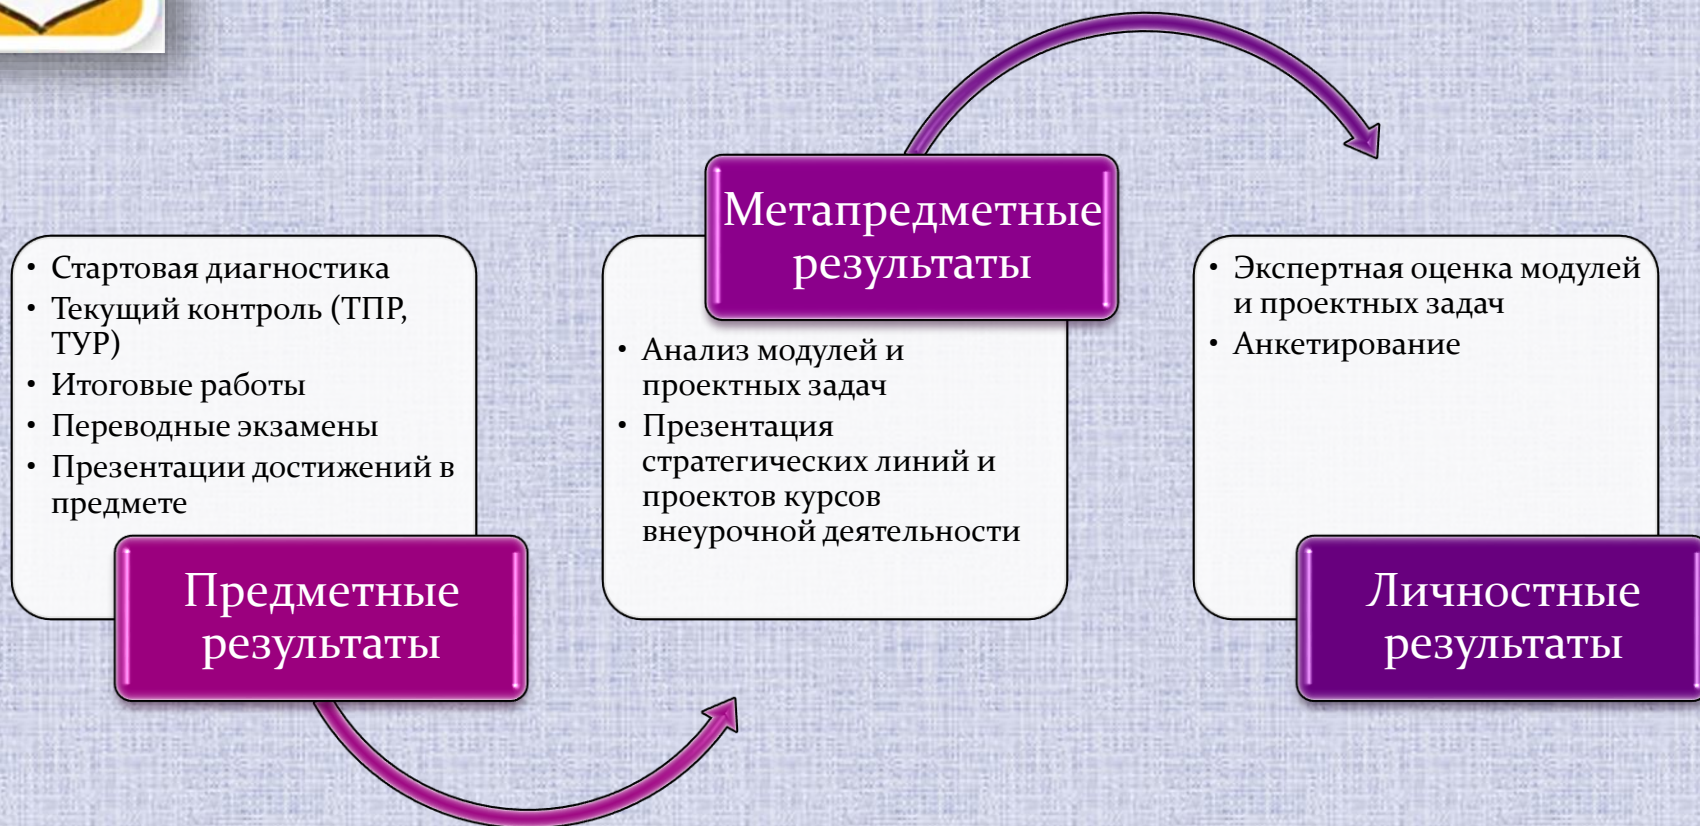 • Стартовая диагностика
• Текущий контроль (ТПР,
ТУР)
• Итоговые работы
• Переводные экзамены
• Презентации достижений в
предмете
Предметные
результаты
Метапредметные
результаты
• Анализ модулей и
проектных задач
• Презентация
стратегических линий и
проектов курсов
внеурочной деятельности
• Экспертная оценка модулей
и проектных задач
• Анкетирование
Личностные
результаты